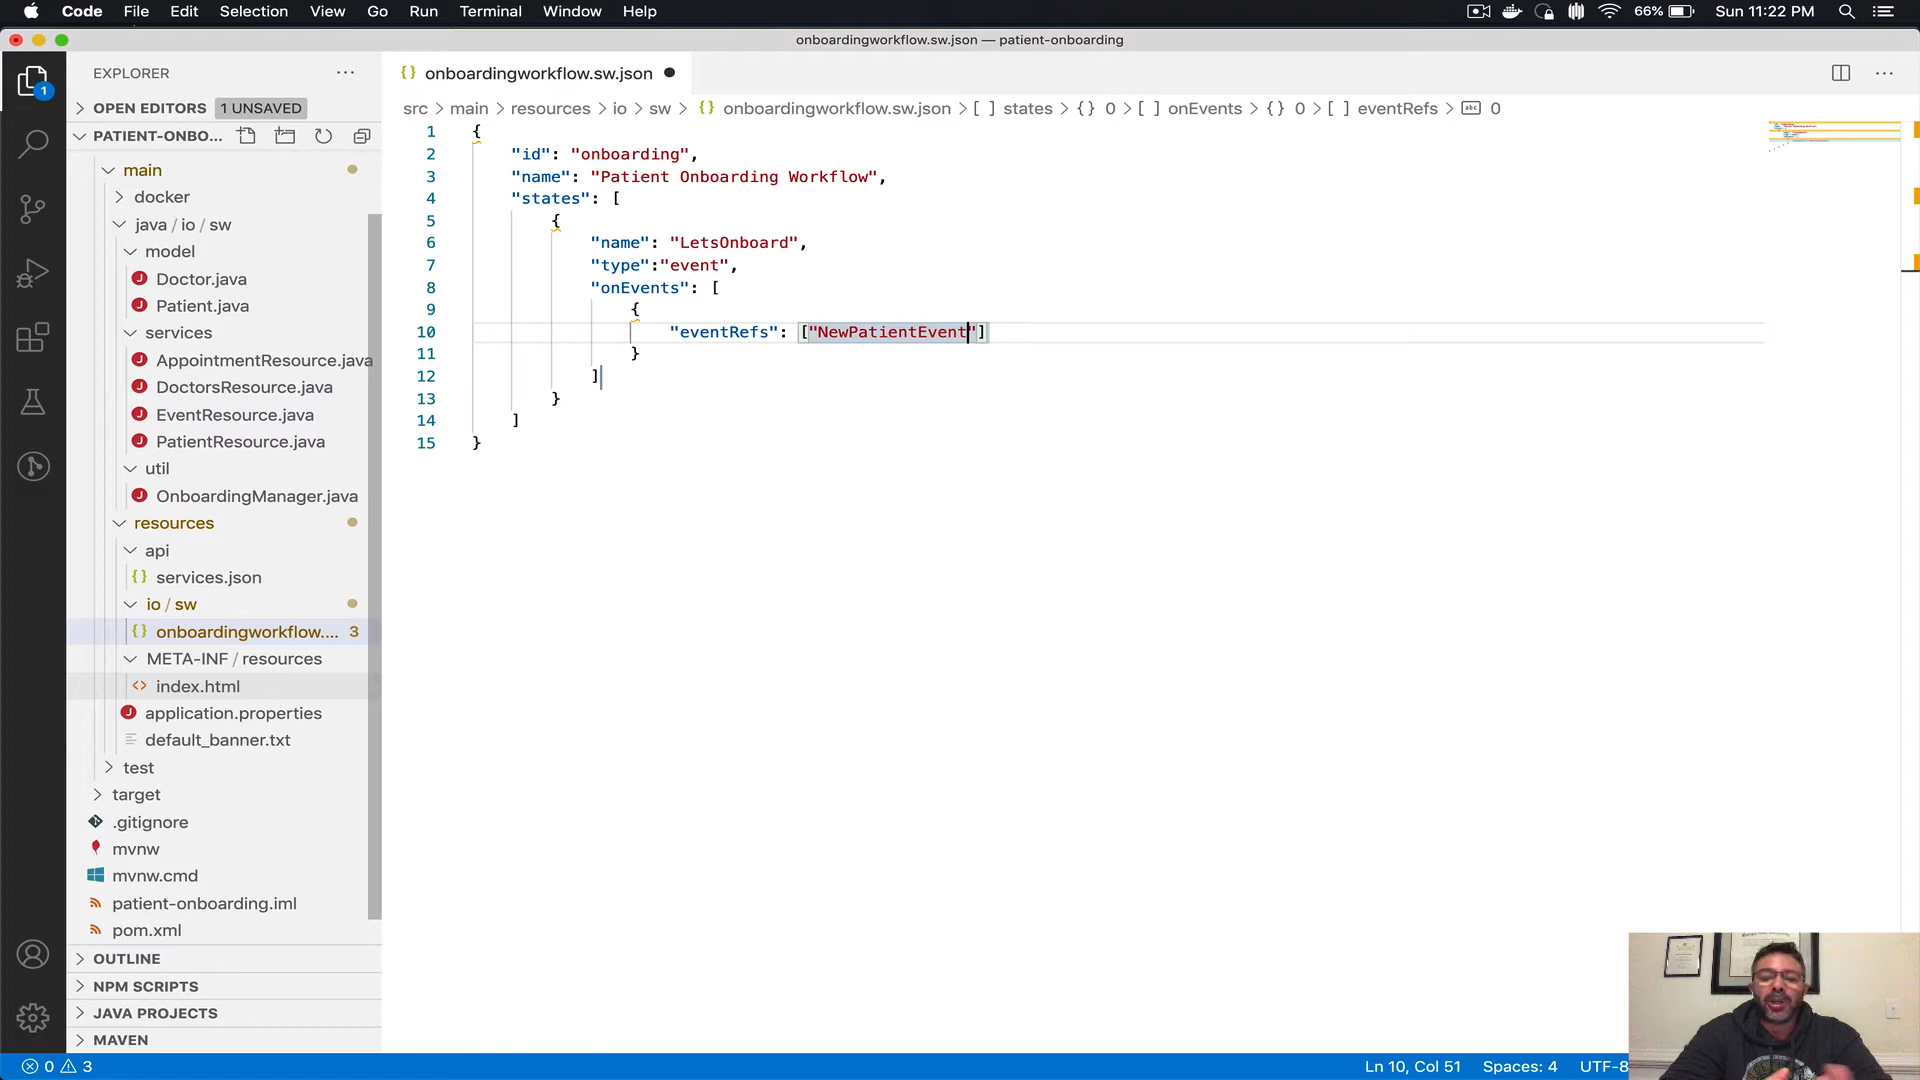 Code File Edit Selection View Go Run Terminal Window Help 66% Sun 11:22 PM
onboardingworkflow.sw.json — patient-onboarding
EXPLORER
onboardingworkflow.sw.json
OPEN EDITORS 1 UNSAVED
src > main > resources > io > sw > {} onboardingworkflow.sw.json > [ ] states > {} 0 > [ ] onEvents > {} 0 > [ ] eventRefs > abc 0
PATIENT-ONBO...
main
docker
java / io / sw
model
Doctor.java
Patient.java
services
AppointmentResource.java
DoctorsResource.java
EventResource.java
PatientResource.java
util
OnboardingManager.java
resources
api
services.json
io / sw
onboardingworkflow.... 3
META-INF / resources
index.html
application.properties
default_banner.txt
test
target
.gitignore
mvnw
mvnw.cmd
patient-onboarding.iml
pom.xml
OUTLINE
NPM SCRIPTS
JAVA PROJECTS
MAVEN
1 {
2 "id": "onboarding",
3 "name": "Patient Onboarding Workflow",
4 "states": [
5 {
6 "name": "LetsOnboard",
7 "type":"event",
8 "onEvents": [
9 {
10 "eventRefs": ["NewPatientEvent"]
11 }
12 ]
13 }
14 ]
15 }
0 3
Ln 10, Col 51 Spaces: 4 UTF-8
1